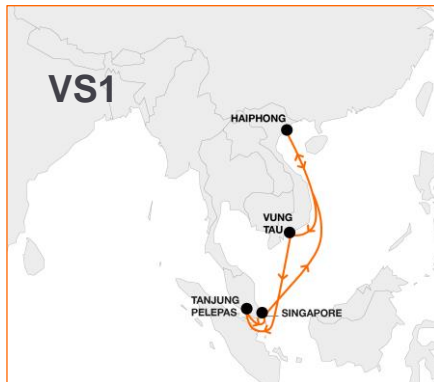 VS1
HAIPHONG
VUNG
TAU
TANJUNG
PELEPAS
SINGAPORE